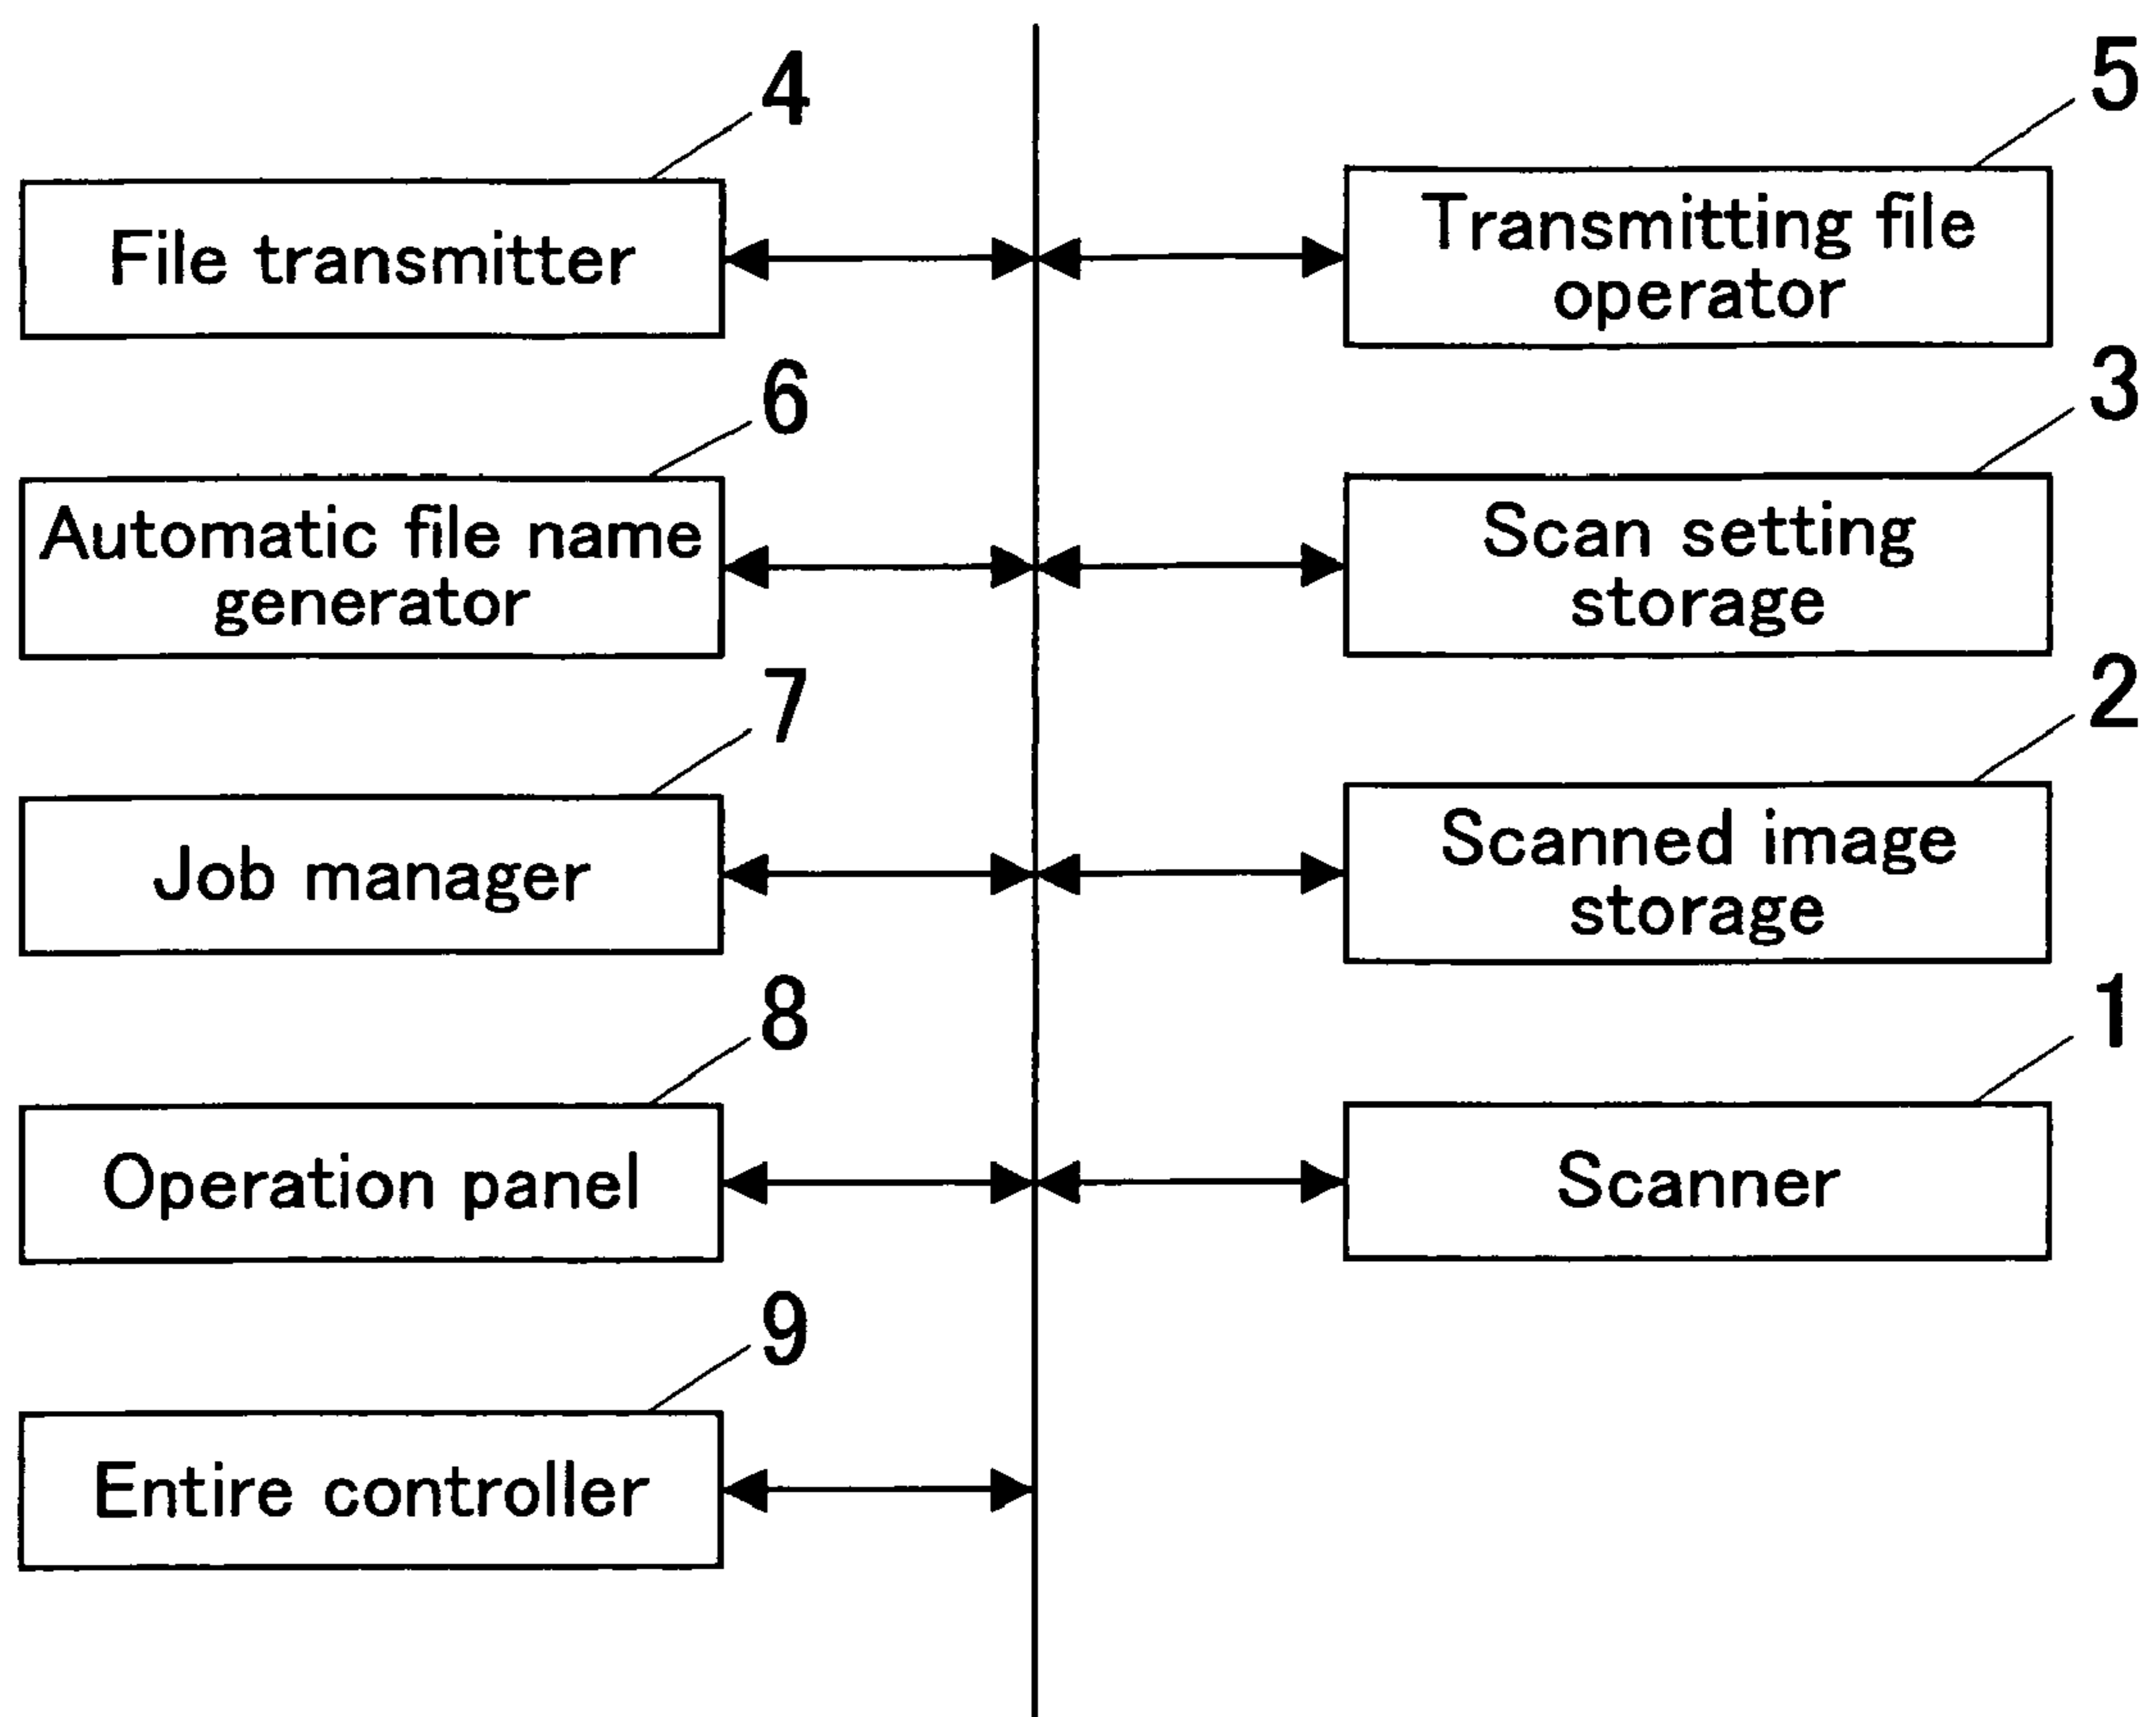 4
File transmitter
5
Transmitting file
operator
6
Automatic file name
generator
3
Scan setting
storage
7
Job manager
2
Scanned image
storage
8
Operation panel
1
Scanner
9
Entire controller